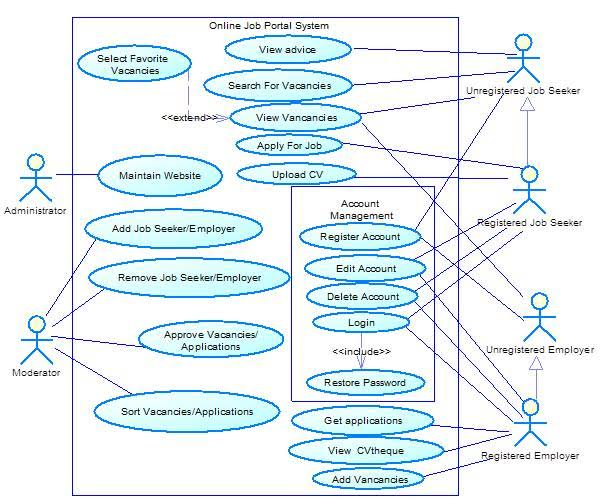 Online Job Portal System
View advice
Select Favorite
Vacancies
Search For Vacancies
Unregistered Job Seeker
<<extend>>
View Vancancies
Apply For Job
Maintain Website
Upload CV
Administrator
Registered Job Seeker
Account
Management
Add Job Seeker/Employer
Register Account
Remove Job Seeker/Employer
Edit Account
Delete Account
Login
Approve Vacancies/
Applications
<<include>>
Unregistered Employer
Moderator
Restore Password
Sort Vacancies/Applications
Get applications
View CVtheque
Registered Employer
Add Vancancies